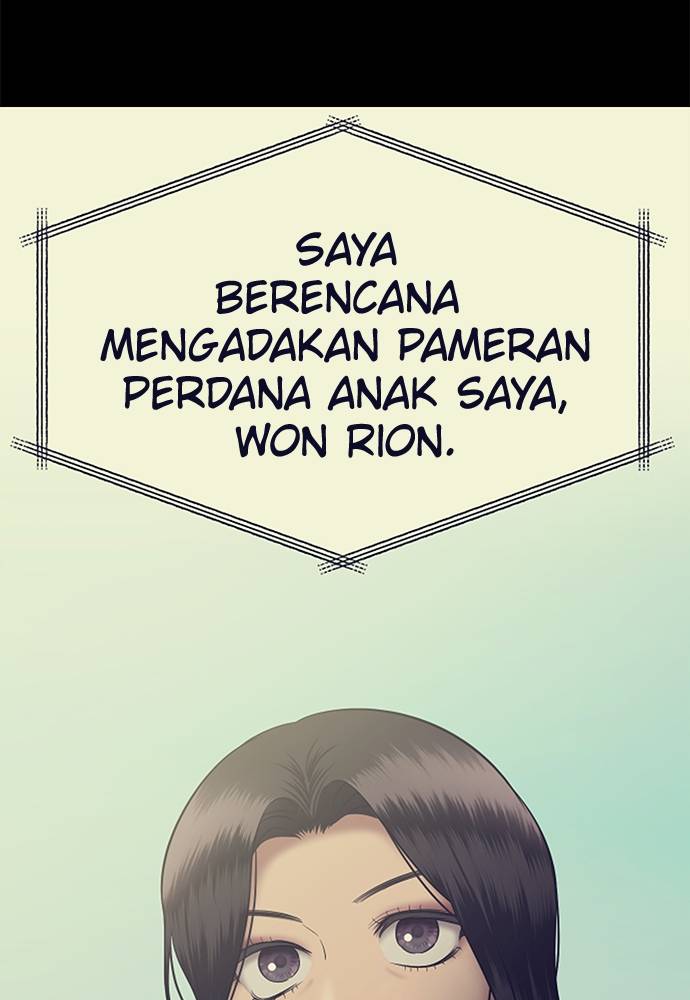 SAYA
BERENCANA
MENGADAKAN PAMERAN
PERDANA ANAK SAYA,
WON RION.